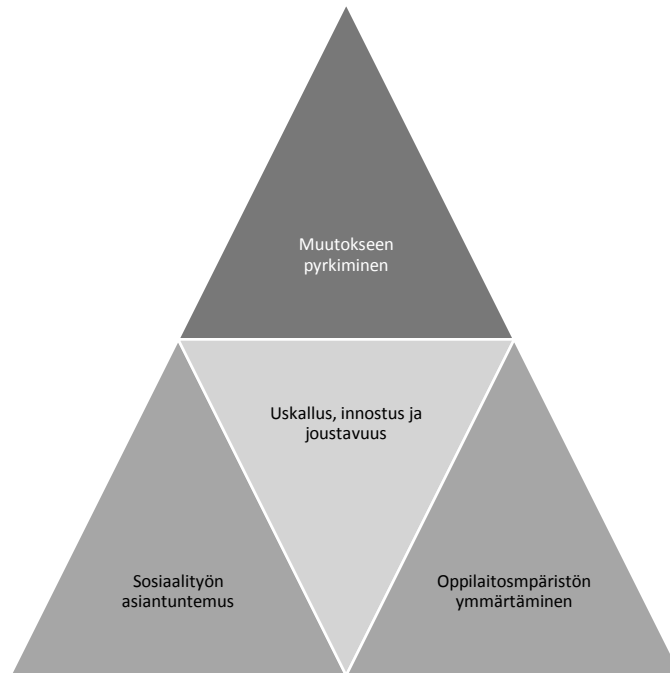 Muutokseen
pyrkiminen
Uskallus, innostus ja
joustavuus
Sosiaalityön
asiantuntemus
Oppilaitosmpäristön
ymmärtäminen